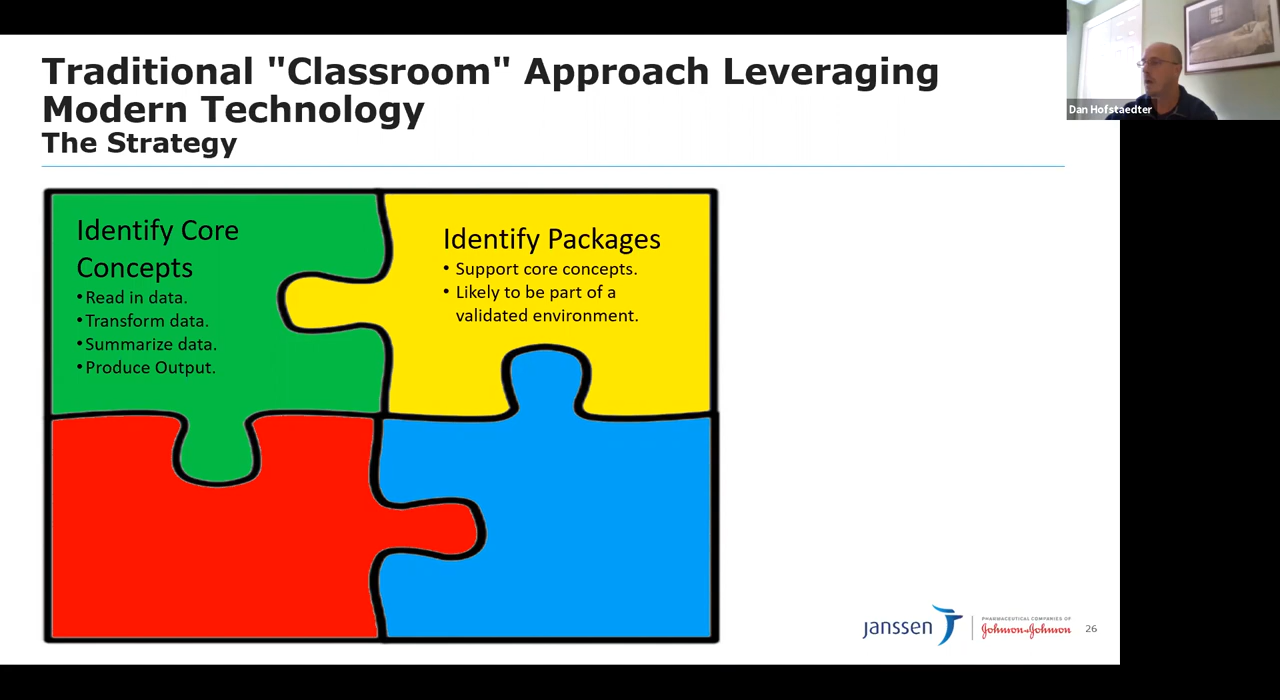 Traditional "Classroom" Approach Leveraging
Modern Technology
The Strategy
Identify Core
Concepts
•Read in data.
•Transform data.
•Summarize data.
•Produce Output.
Identify Packages
• Support core concepts.
• Likely to be part of a
validated environment.
Dan Hofstaedter
janssen
PHARMACEUTICAL COMPANIES OF
Johnson & Johnson
26